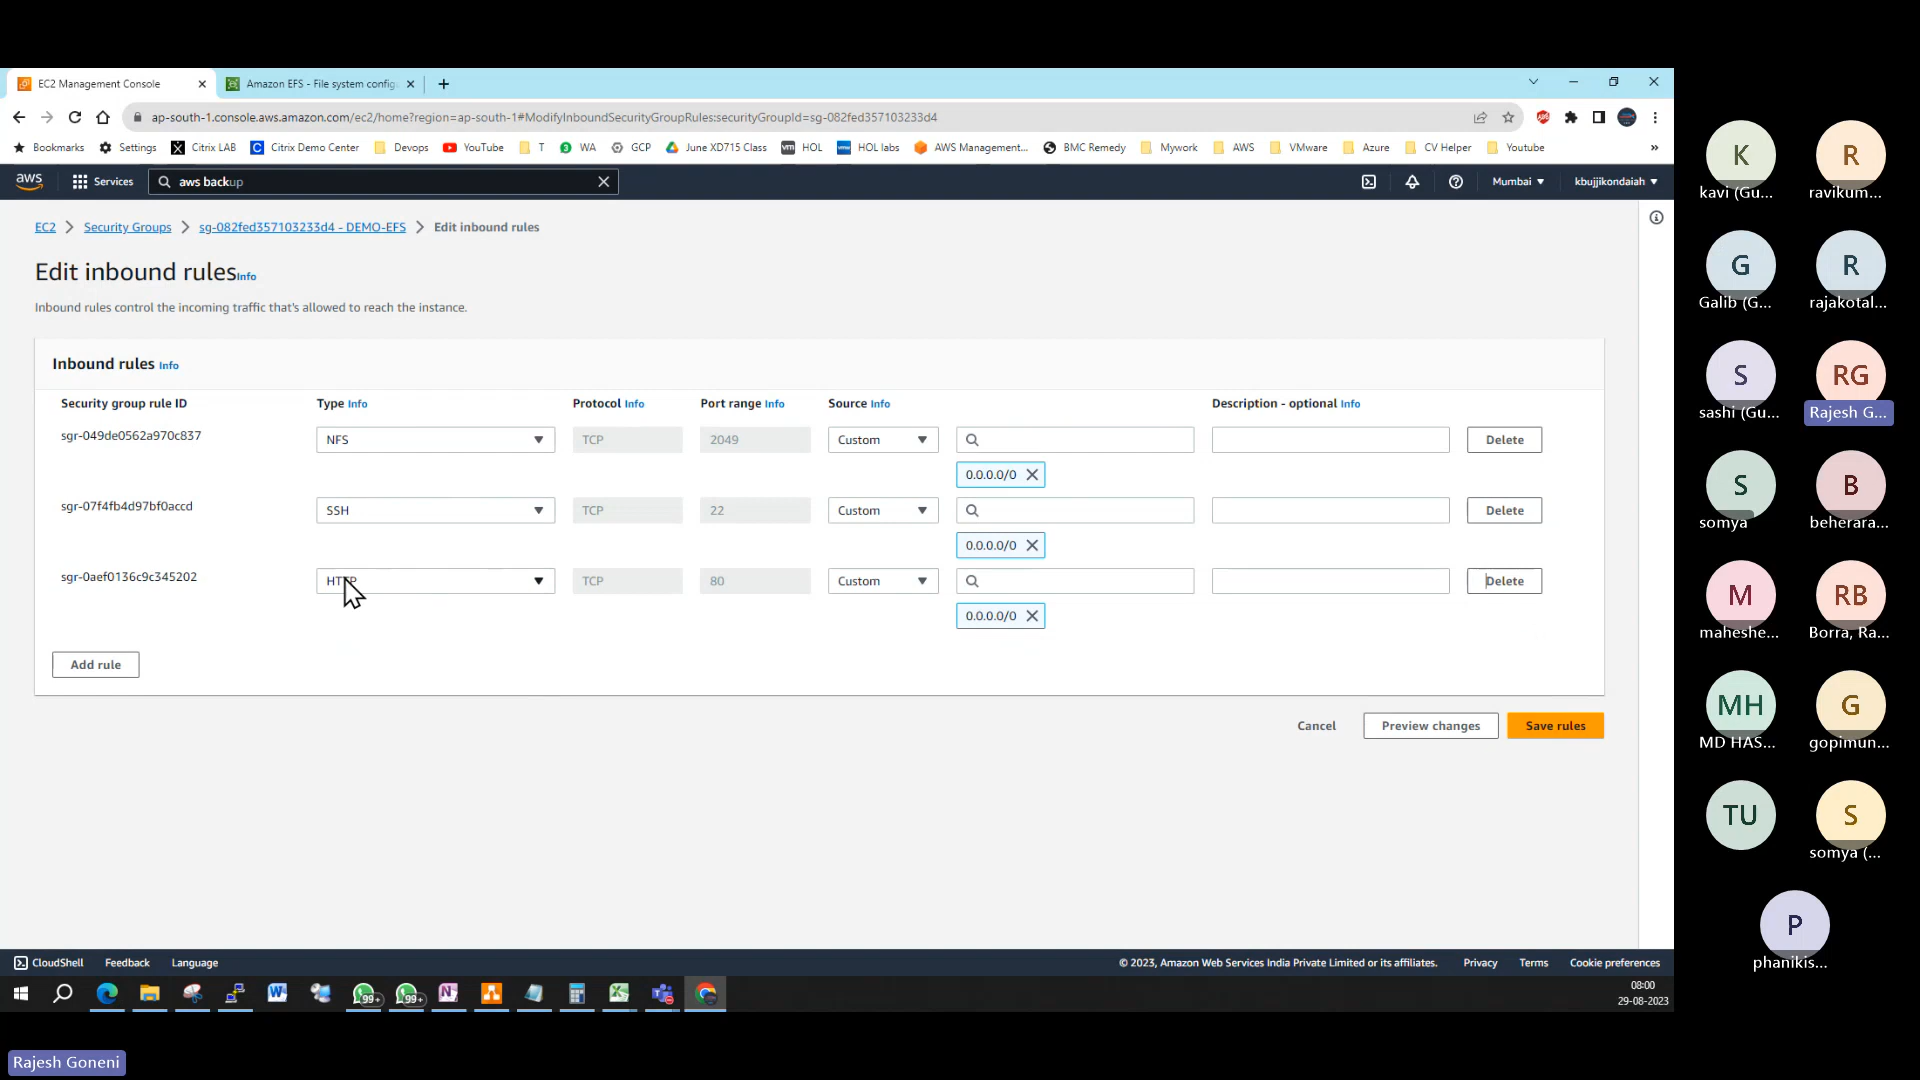 EC2 Management Console
Amazon EFS - File system config
ap-south-1.console.aws.amazon.com/ec2/home?region=ap-south-1#ModifyInboundSecurityGroupRules:securityGroupId=sg-082fed357103233d4
Bookmarks Settings Citrix LAB Citrix Demo Center Devops YouTube T WA GCP June XD715 Class HOL HOL labs AWS Management... BMC Remedy Mywork AWS VMware Azure CV Helper Youtube »
aws Services aws backup Mumbai kbujjikondaiah
EC2 Security Groups sg-082fed357103233d4 - DEMO-EFS Edit inbound rules
Edit inbound rules Info
Inbound rules control the incoming traffic that's allowed to reach the instance.
Inbound rules Info
Security group rule ID Type Info Protocol Info Port range Info Source Info Description - optional Info
sgr-049de0562a970c837 NFS TCP 2049 Custom Delete
0.0.0.0/0
sgr-07f4fb4d97bf0accd SSH TCP 22 Custom Delete
0.0.0.0/0
sgr-0aef0136c9c345202 HTTP TCP 80 Custom Delete
0.0.0.0/0
Add rule
Cancel Preview changes Save rules
CloudShell Feedback Language © 2023, Amazon Web Services India Private Limited or its affiliates. Privacy Terms Cookie preferences
99+ 99+
08:00
29-08-2023
K R
kavi (Gu... ravikum...
G R
Galib (G... rajakotal...
S RG
sashi (Gu... Rajesh G...
S B
somya beherara...
M RB
maheshe... Borra, Ra...
MH G
MD HAS... gopimun...
TU S
somya (...
P
phanikis...
Rajesh Goneni